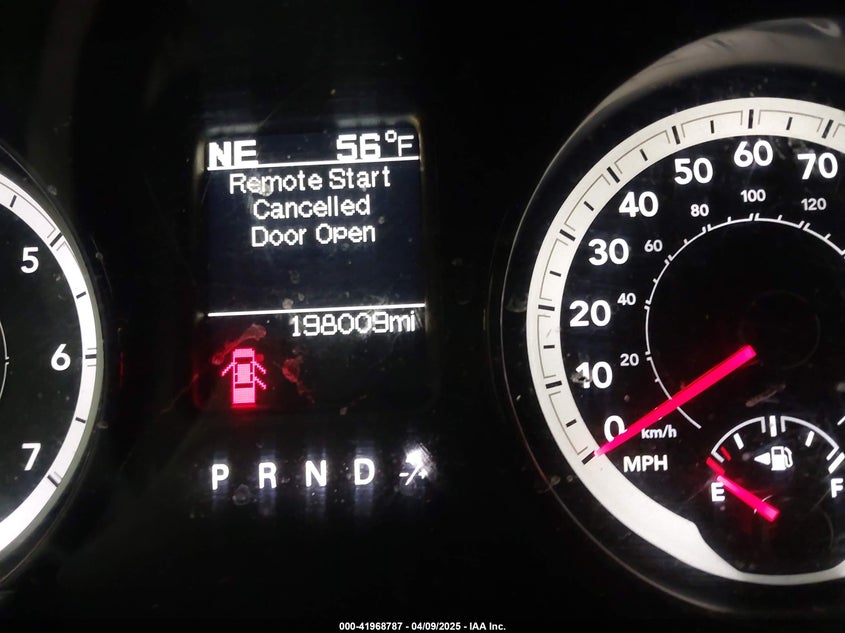 NE 56°F
Remote Start
Cancelled
Door Open
198009mi
P R N D -/+
5
6
7
0
10
20
30
40
50
60
70
20
40
60
80
100
120
km/h
MPH
E F
000-41968787 - 04/09/2025 - IAA Inc.